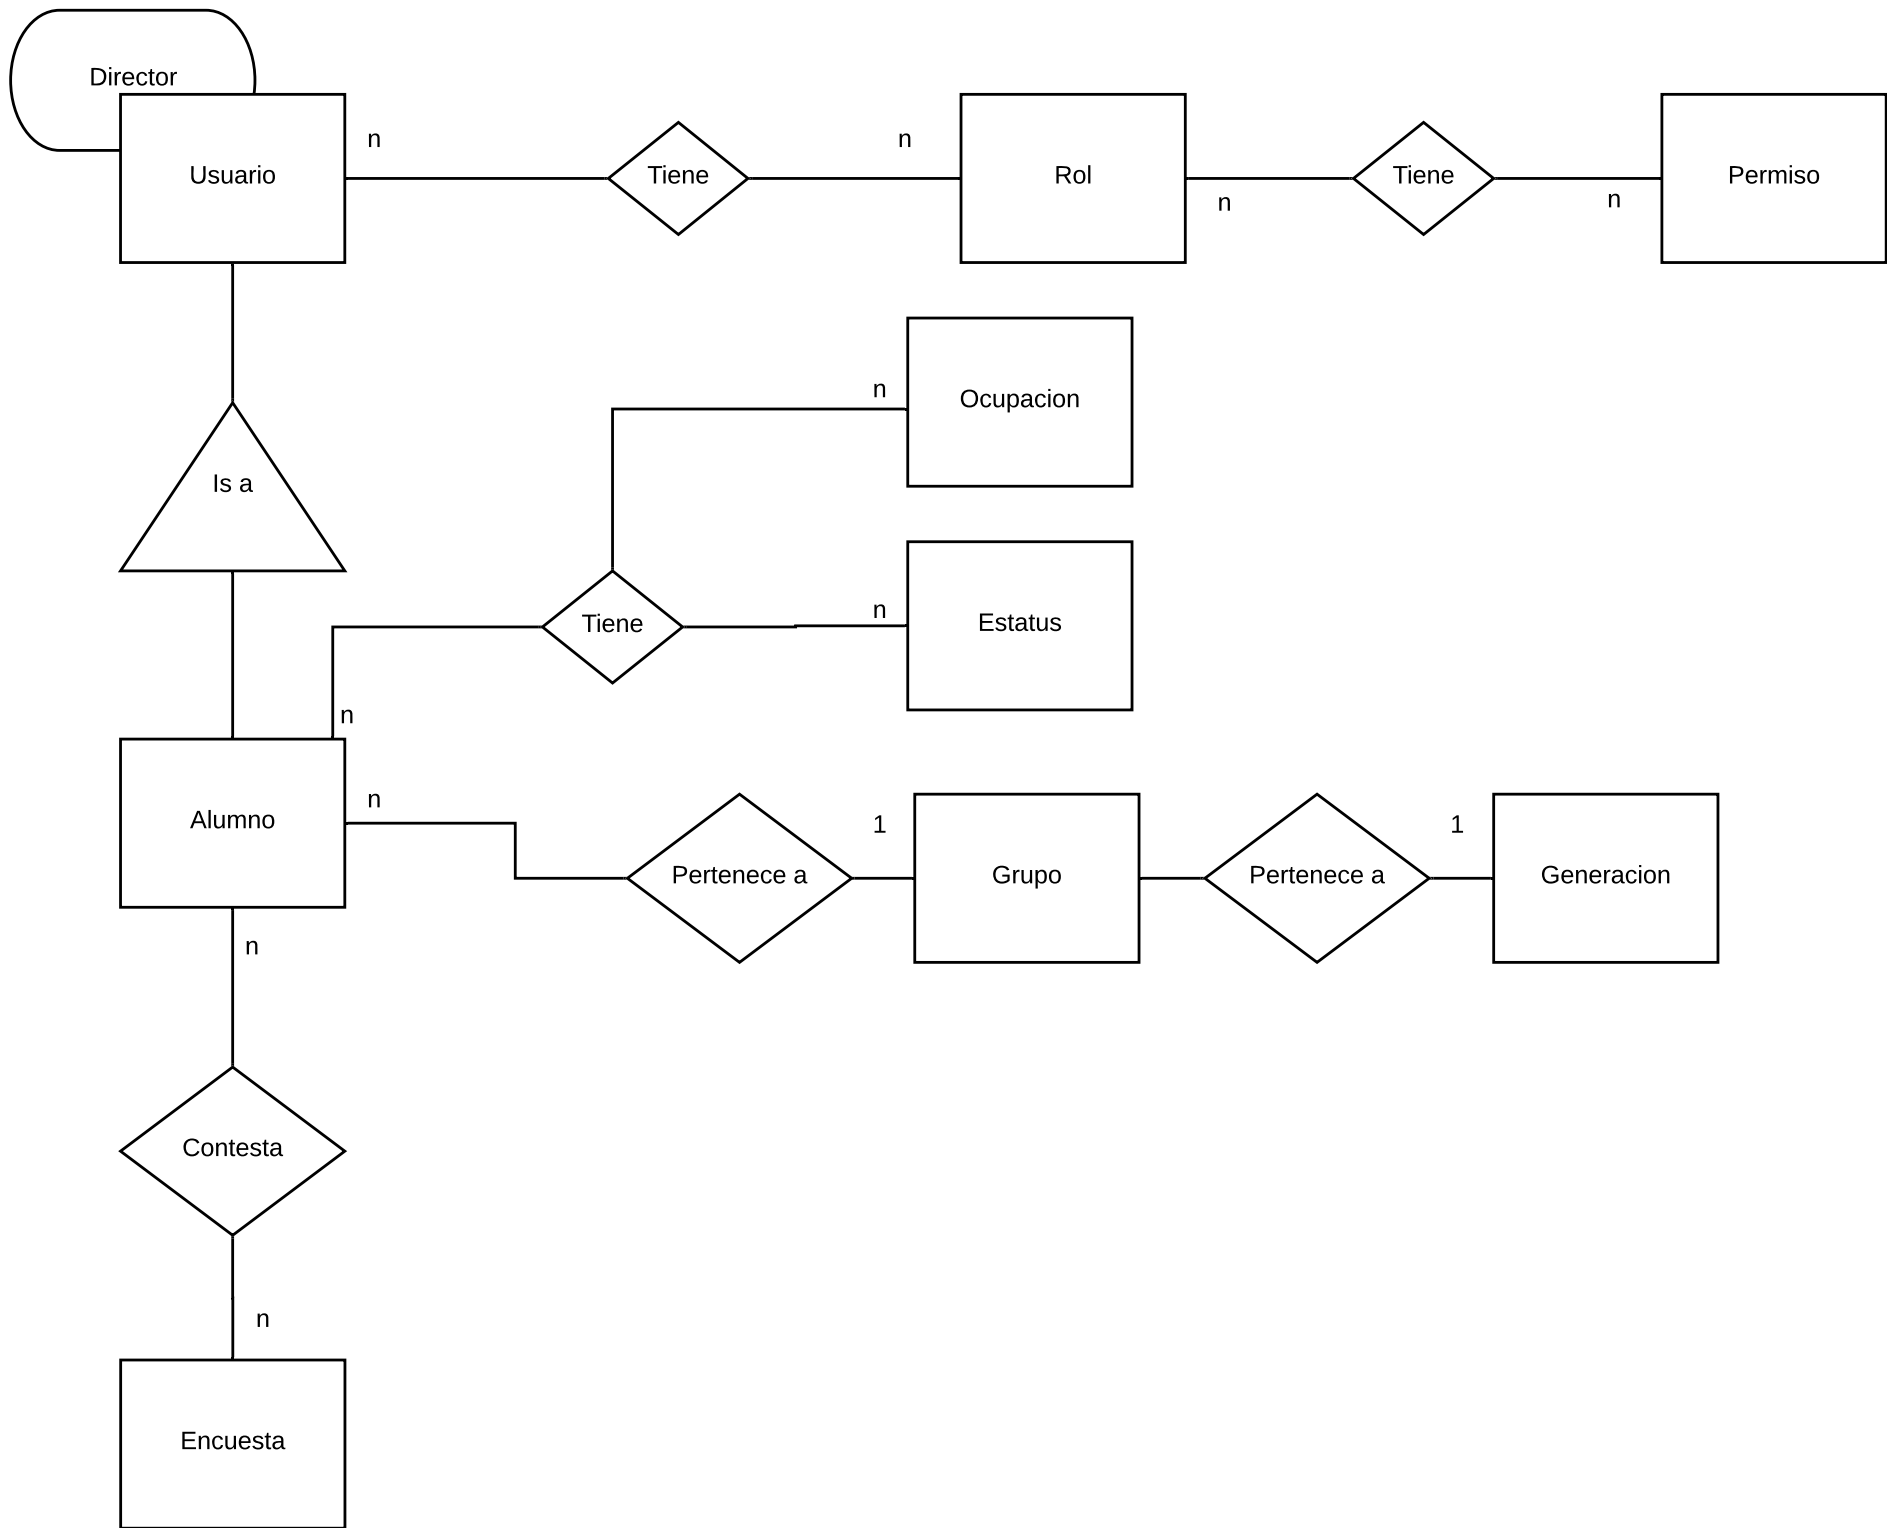 Director
Usuario
n
Tiene
n
Rol
n
Tiene
n
Permiso
Is a
n
Ocupacion
Tiene
n
Estatus
n
Alumno
n
Pertenece a
1
Grupo
Pertenece a
1
Generacion
n
Contesta
n
Encuesta